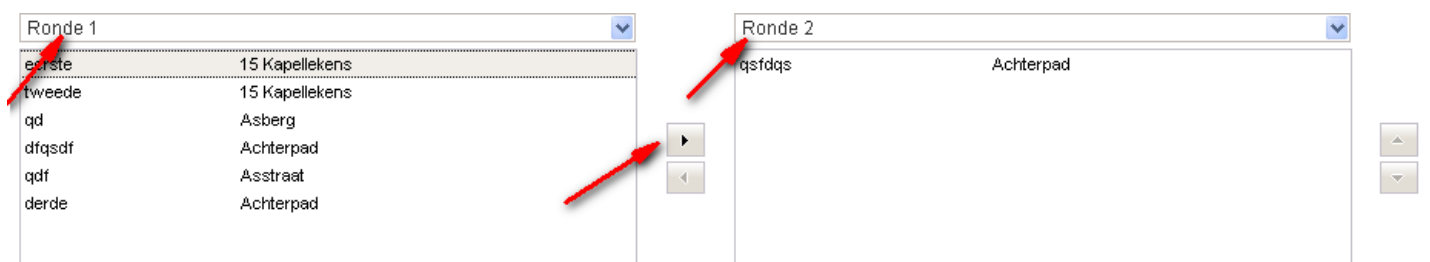 Ronde 1
eerste 15 Kapellekens
tweede 15 Kapellekens
qd Asberg
dfqsdf Achterpad
qdf Asstraat
derde Achterpad
Ronde 2
qsfdqs Achterpad